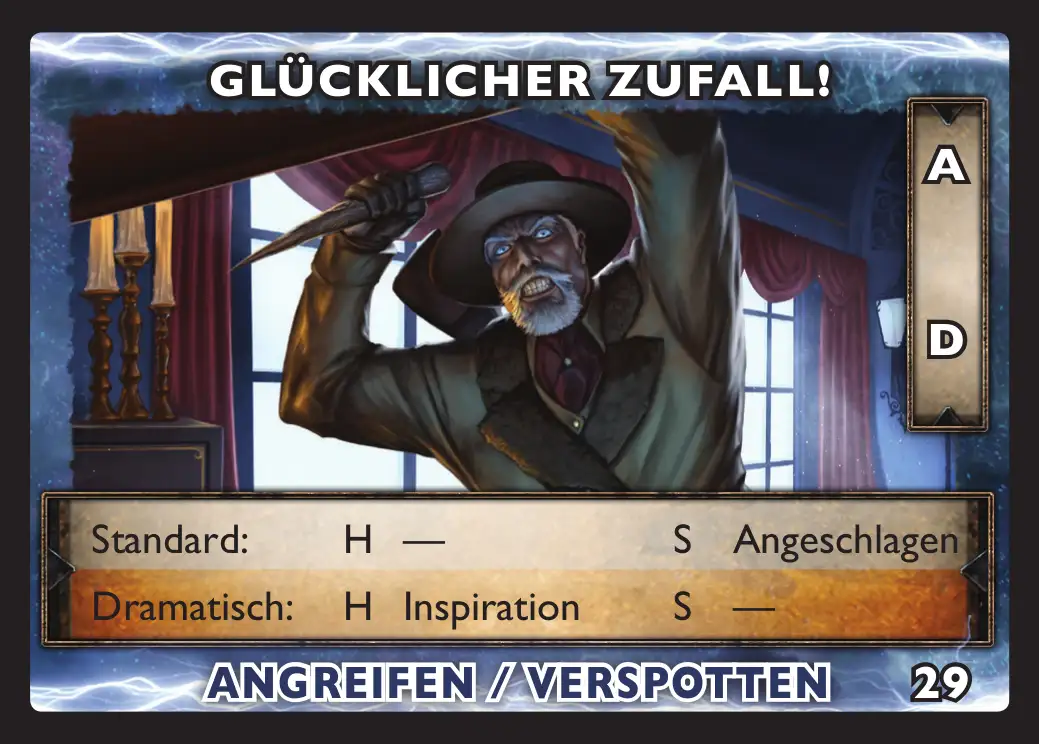 GLÜCKLICHER ZUFALL!
A
D
Standard: H — S Angeschlagen
Dramatisch: H Inspiration S —
ANGREIFEN / VERSPOTTEN 29